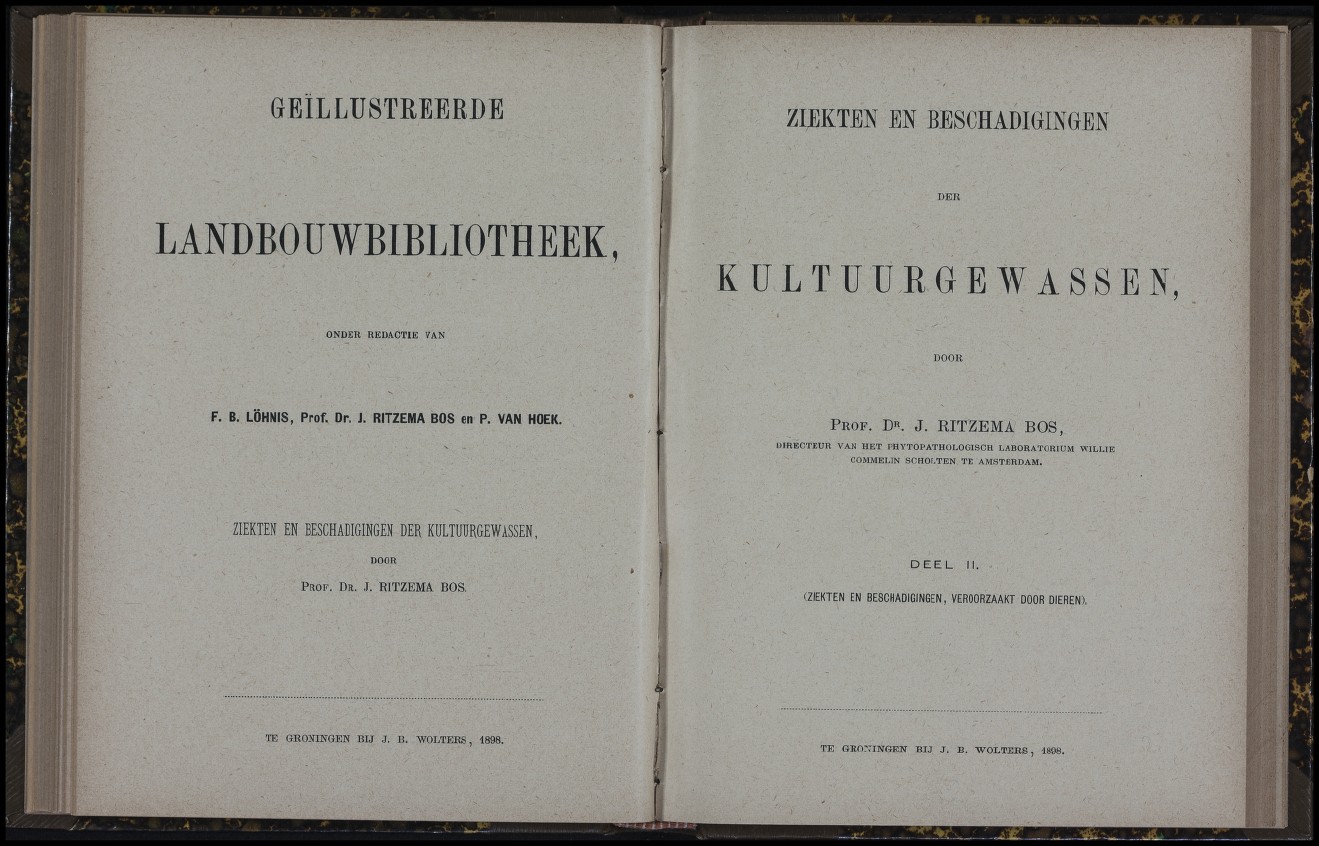 GEÏLLUSTREERDE
LANDBOUWBIBLIOTHEEK,
ONDER REDACTIE VAN
F. B. LÖHNIS, Prof. Dr. J. RITZEMA BOS en P. VAN HOEK.
ZIEKTEN EN BESCHADIGINGEN DER KULTUURGEWASSEN,
DOOR
PROF. DR. J. RITZEMA BOS.
TE GRONINGEN BIJ J. B. WOLTERS, 1898.
ZIEKTEN EN BESCHADIGINGEN
DER
KULTUURGEWASSEN,
DOOR
PROF. DR. J. RITZEMA BOS,
DIRECTEUR VAN HET PHYTOPATHOLOGISCH LABORATORIUM WILLIE
COMMELIN SCHOLTEN TE AMSTERDAM.
DEEL II.
(ZIEKTEN EN BESCHADIGINGEN, VEROORZAAKT DOOR DIEREN).
TE GRONINGEN BIJ J. B. WOLTERS, 1898.